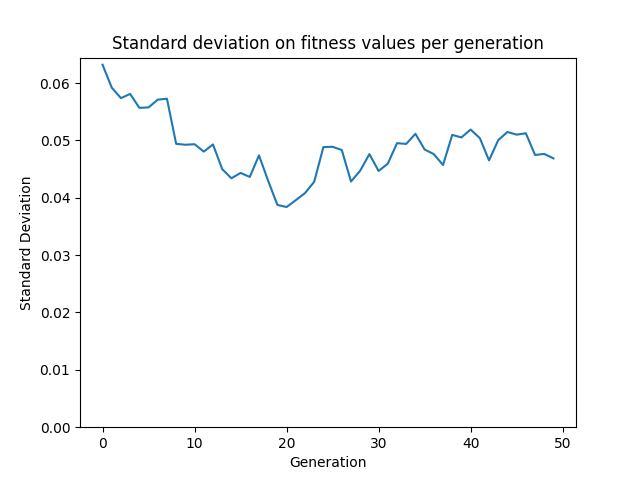 Standard deviation on fitness values per generation
0.06
0.05
0.04
0.03
0.02
0.01
0.00
Standard Deviation
0 10 20 30 40 50
Generation